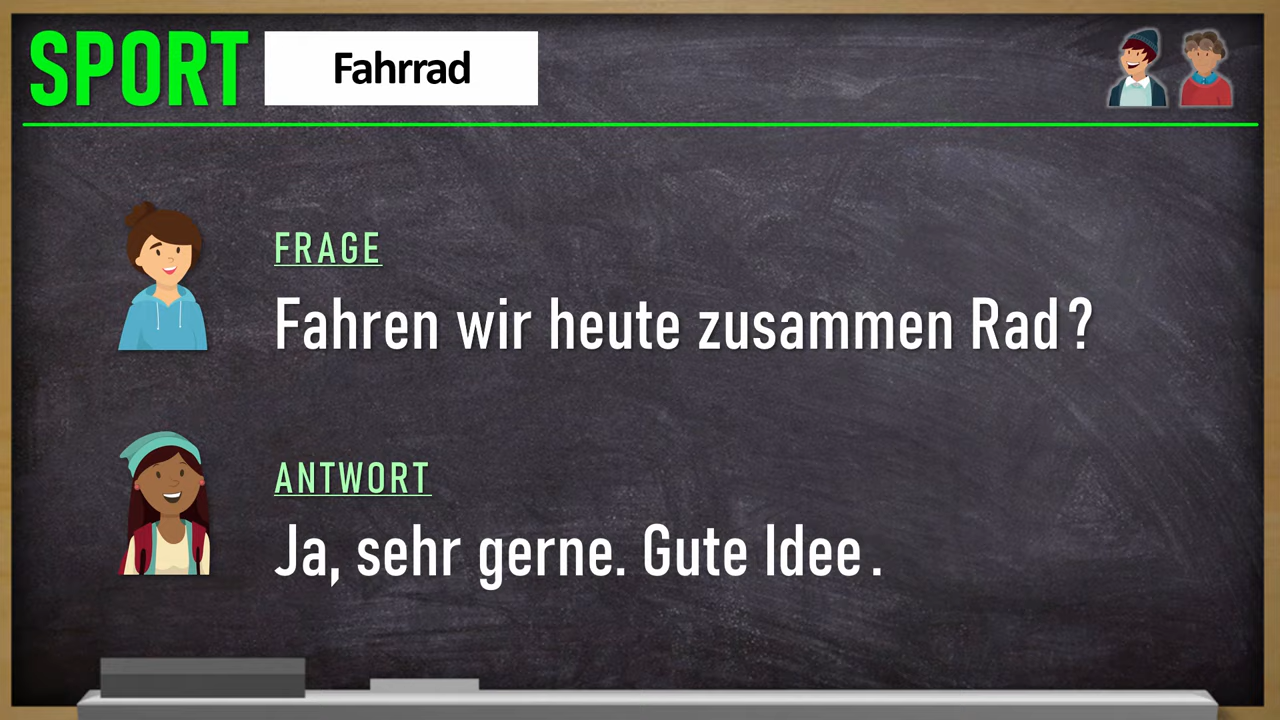 SPORT Fahrrad
FRAGE
Fahren wir heute zusammen Rad?
ANTWORT
Ja, sehr gerne. Gute Idee.